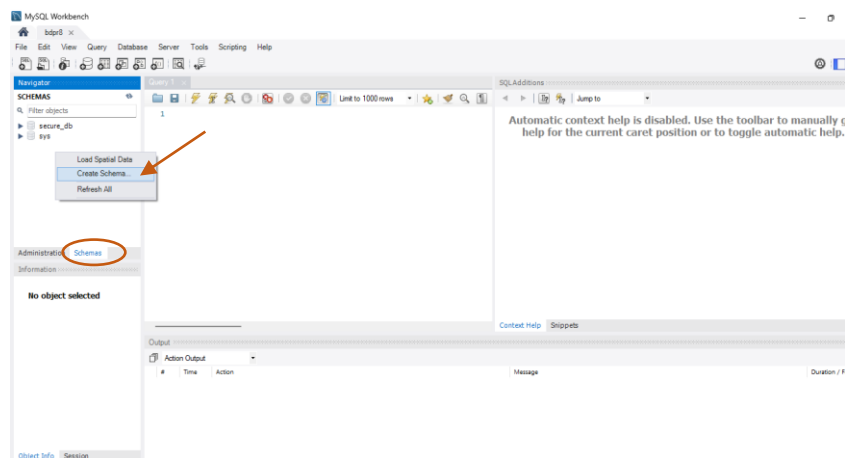 MySQL Workbench
bdpr8
File Edit View Query Database Server Tools Scripting Help
Navigator
SCHEMAS
Filter objects
secure_db
sys
Load Spatial Data
Create Schema...
Refresh All
Administration Schemas
Information
No object selected
Object Info Session
Query 1
Limit to 1000 rows
1
SQLAdditions
Jump to
Automatic context help is disabled. Use the toolbar to manually g
help for the current caret position or to toggle automatic help.
Context Help Snippets
Output
Action Output
# Time Action Message Duration / F